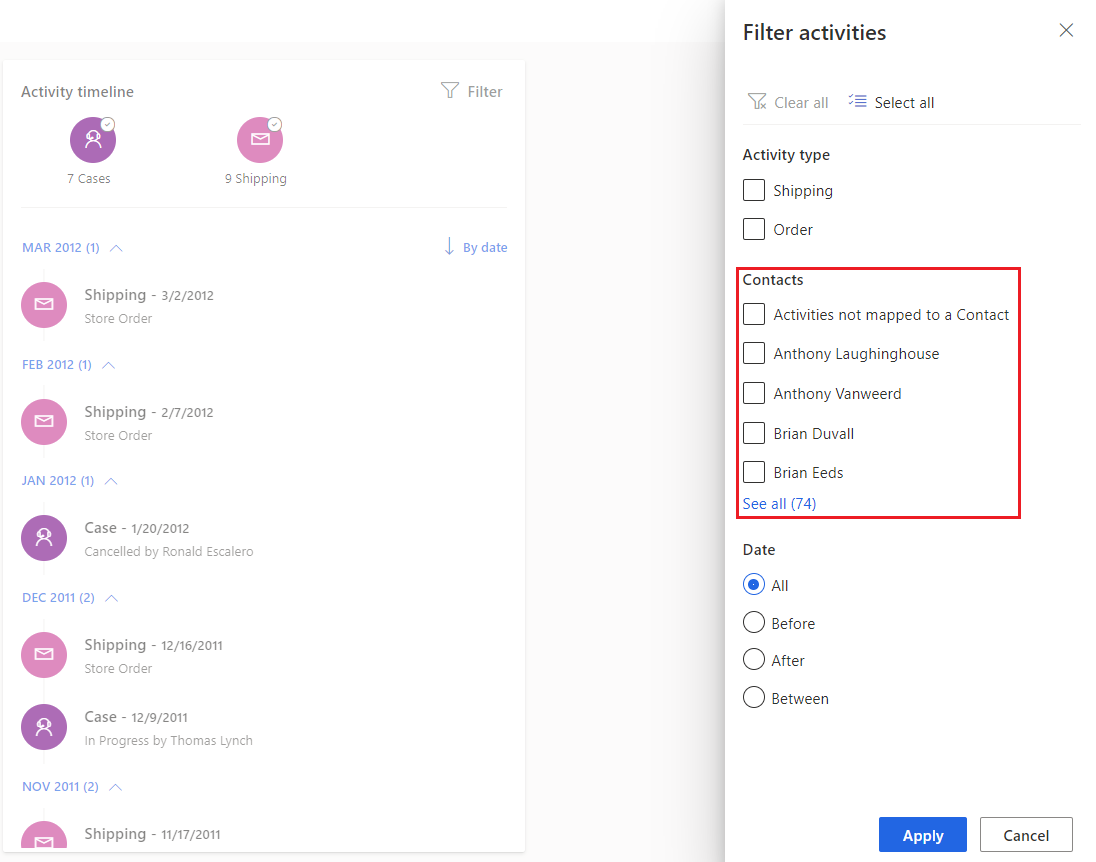 Activity timeline
Filter
7 Cases
9 Shipping
MAR 2012 (1)
By date
Shipping - 3/2/2012
Store Order
FEB 2012 (1)
Shipping - 2/7/2012
Store Order
JAN 2012 (1)
Case - 1/20/2012
Cancelled by Ronald Escalero
DEC 2011 (2)
Shipping - 12/16/2011
Store Order
Case - 12/9/2011
In Progress by Thomas Lynch
NOV 2011 (2)
Shipping - 11/17/2011
Filter activities
Clear all
Select all
Activity type
Shipping
Order
Contacts
Activities not mapped to a Contact
Anthony Laughinghouse
Anthony Vanweerd
Brian Duvall
Brian Eeds
See all (74)
Date
All
Before
After
Between
Apply
Cancel